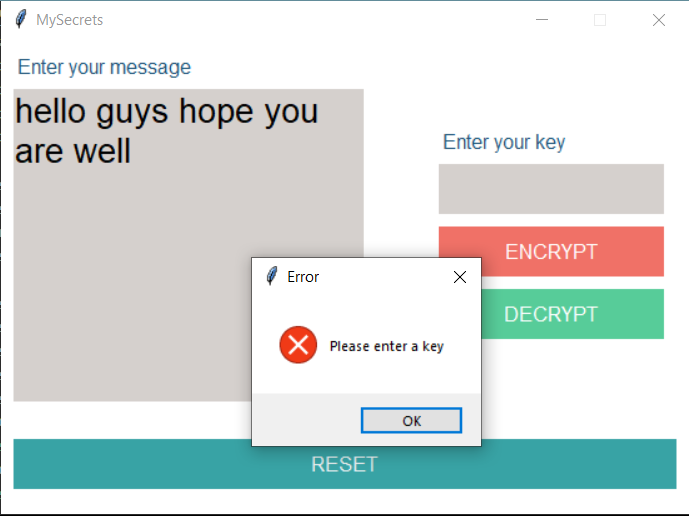 MySecrets
Enter your message
hello guys hope you
are well
Enter your key
ENCRYPT
DECRYPT
Error
Please enter a key
OK
RESET